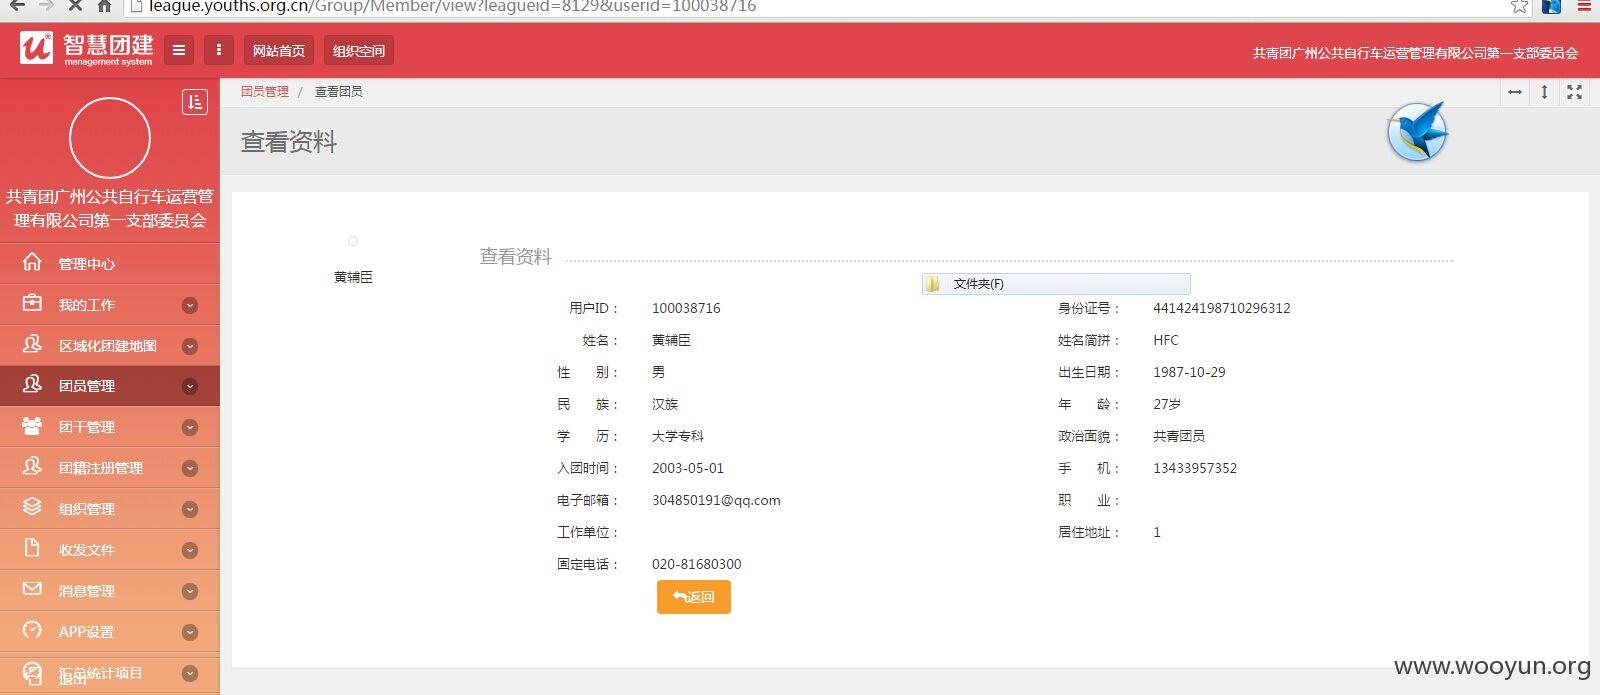 league.youths.org.cn/Group/Member/view?leagueid=8129&userid=100038716
智慧团建
management system
网站首页 组织空间
共青团广州公共自行车运营管理有限公司第一支部委员会
团员管理 / 查看团员
查看资料
共青团广州公共自行车运营管
理有限公司第一支部委员会
管理中心
我的工作
区域化团建地图
团员管理
团干管理
团籍注册管理
组织管理
收发文件
消息管理
APP设置
汇总统计项目
退出
黄辅臣
查看资料
文件夹(F)
用户ID： 100038716 身份证号： 441424198710296312
姓名： 黄辅臣 姓名简拼： HFC
性 别： 男 出生日期： 1987-10-29
民 族： 汉族 年 龄： 27岁
学 历： 大学专科 政治面貌： 共青团员
入团时间： 2003-05-01 手 机： 13433957352
电子邮箱： 304850191@qq.com 职 业：
工作单位： 居住地址： 1
固定电话： 020-81680300
返回
www.wooyun.org